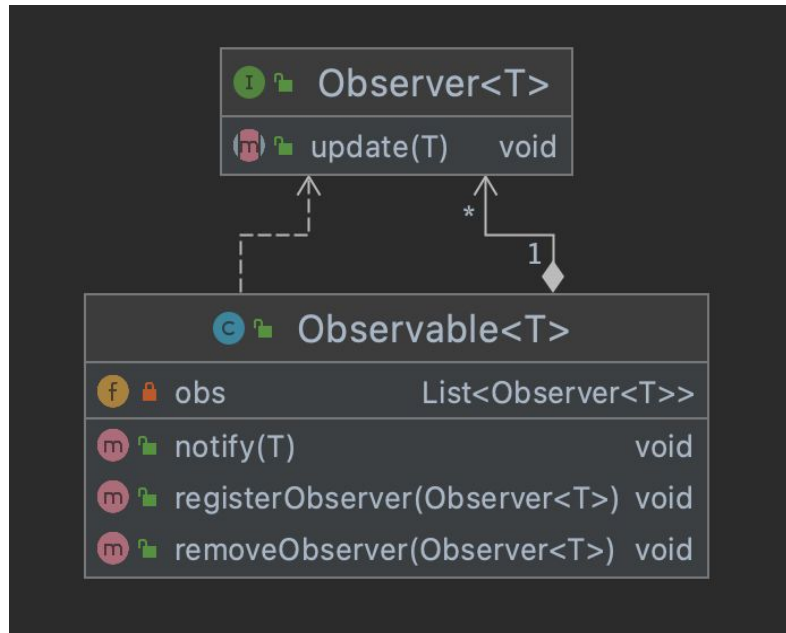 I Observer<T>
m update(T) void
*
1
C Observable<T>
f obs List<Observer<T>>
m notify(T) void
m registerObserver(Observer<T>) void
m removeObserver(Observer<T>) void